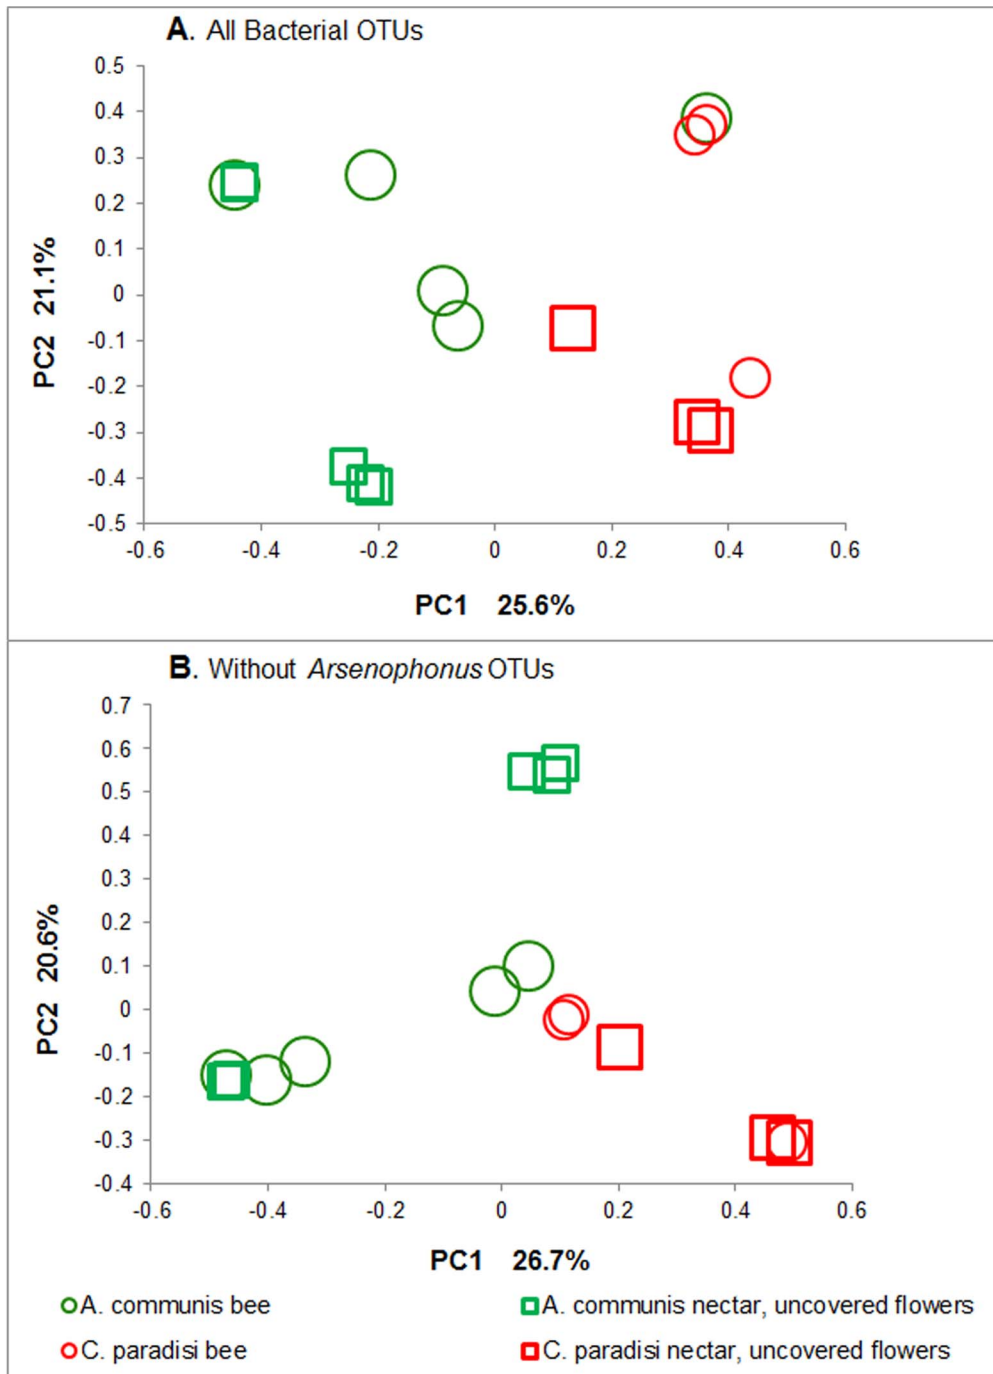 A. All Bacterial OTUs
0.5
0.4
0.3
0.2
0.1
0
-0.1
-0.2
-0.3
-0.4
-0.5
PC2 21.1%
-0.6 -0.4 -0.2 0 0.2 0.4 0.6
PC1 25.6%
B. Without Arsenophonus OTUs
0.7
0.6
0.5
0.4
0.3
0.2
0.1
0
-0.1
-0.2
-0.3
-0.4
PC2 20.6%
-0.6 -0.4 -0.2 0 0.2 0.4 0.6
PC1 26.7%
A. communis bee
A. communis nectar, uncovered flowers
C. paradisi bee
C. paradisi nectar, uncovered flowers